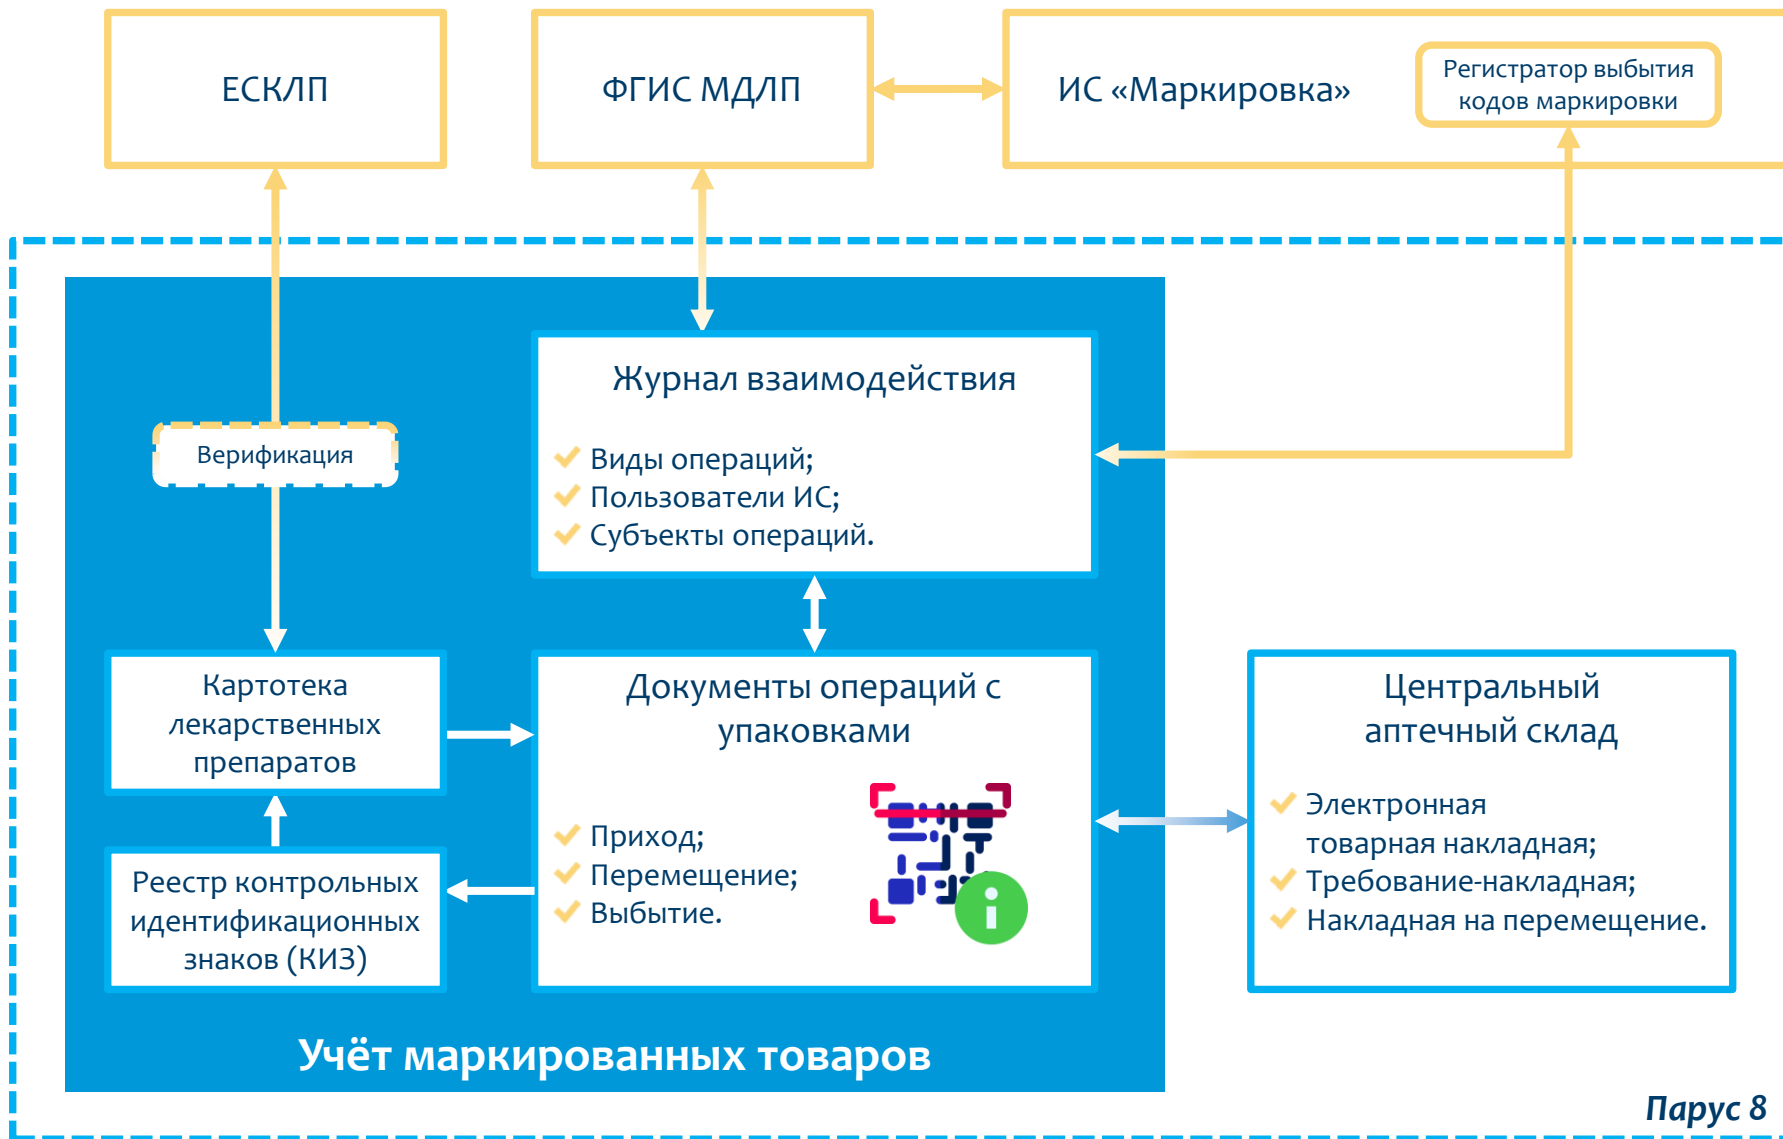 ЕСКЛП
ФГИС МДЛП
ИС «Маркировка»
Регистратор выбытия
кодов маркировки
Журнал взаимодействия
Виды операций;
Пользователи ИС;
Субъекты операций.
Верификация
Картотека
лекарственных
препаратов
Документы операций с
упаковками
Приход;
Перемещение;
Выбытие.
Центральный
аптечный склад
Электронная
товарная накладная;
Требование-накладная;
Накладная на перемещение.
Реестр контрольных
идентификационных
знаков (КИЗ)
Учёт маркированных товаров
Парус 8